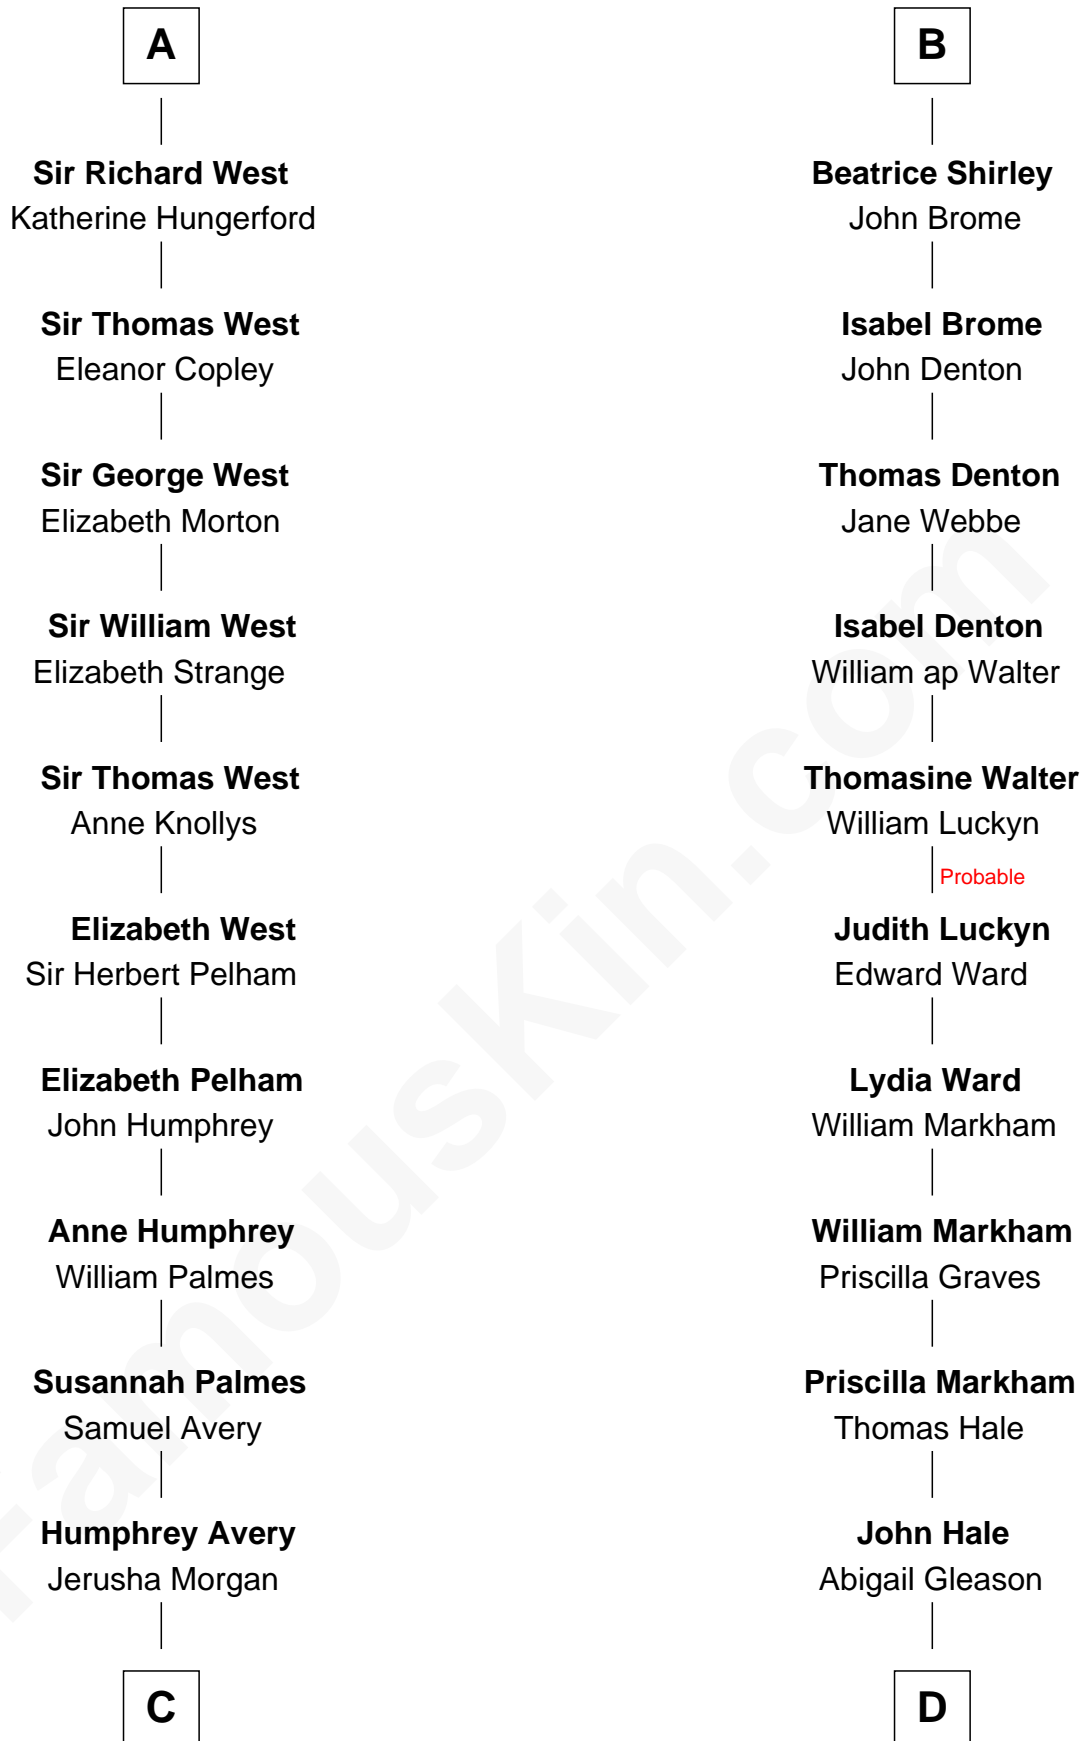 A
Sir Richard West
Katherine Hungerford
Sir Thomas West
Eleanor Copley
Sir George West
Elizabeth Morton
Sir William West
Elizabeth Strange
Sir Thomas West
Anne Knollys
Elizabeth West
Sir Herbert Pelham
Elizabeth Pelham
John Humphrey
Anne Humphrey
William Palmes
Susannah Palmes
Samuel Avery
Humphrey Avery
Jerusha Morgan
C
B
Beatrice Shirley
John Brome
Isabel Brome
John Denton
Thomas Denton
Jane Webbe
Isabel Denton
William ap Walter
Thomasine Walter
William Luckyn
Probable
Judith Luckyn
Edward Ward
Lydia Ward
William Markham
William Markham
Priscilla Graves
Priscilla Markham
Thomas Hale
John Hale
Abigail Gleason
D
FamousKin.com